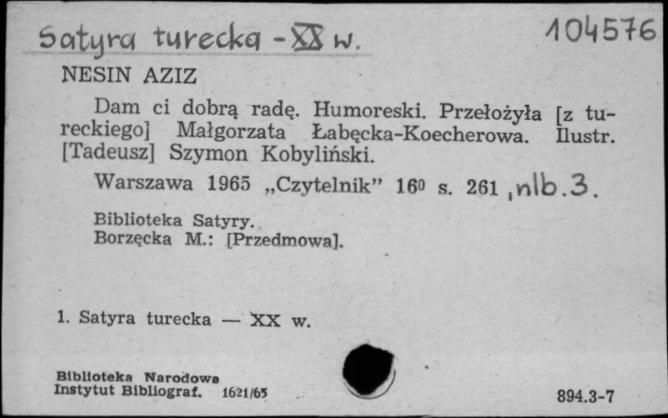 Satyra turecka - XX w.
104576
NESIN AZIZ
Dam ci dobrą radę. Humoreski. Przełożyła [z tu-
reckiego] Małgorzata Łabęcka-Koecherowa. Ilustr.
[Tadeusz] Szymon Kobyliński.
Warszawa 1965 „Czytelnik” 16⁰ s. 261, nlb. 3.
Biblioteka Satyry.
Borzęcka M.: [Przedmowa].
1. Satyra turecka — XX w.
Biblioteka Narodowa
Instytut Bibliograf. 1621/65
894.3-7